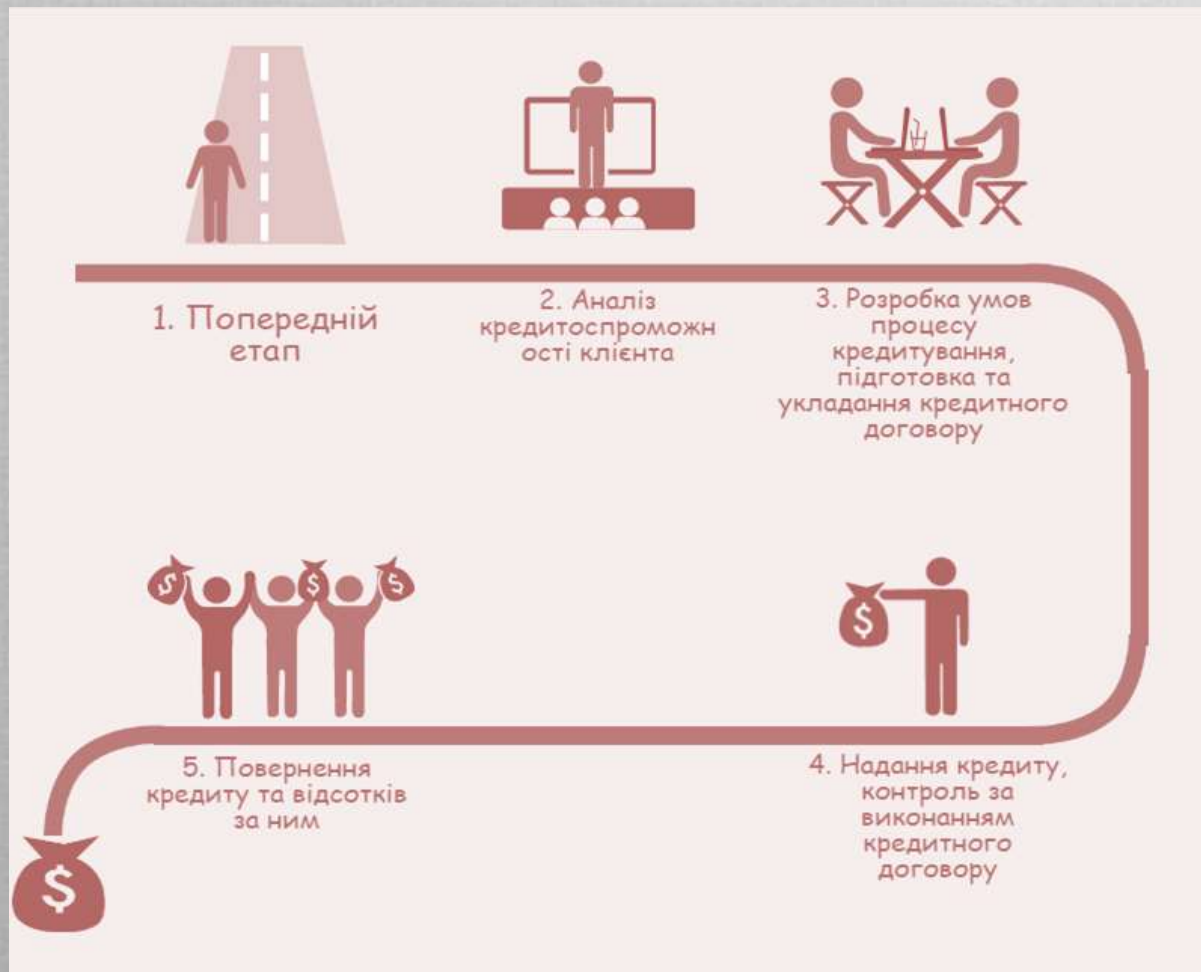 1. Попередній
етап
2. Аналіз
кредитоспроможн
ості клієнта
3. Розробка умов
процесу
кредитування,
підготовка та
укладання кредитного
договору
$ $ $
$
5. Повернення
кредиту та відсотків
за ним
4. Надання кредиту,
контроль за
виконанням
кредитного
договору
$